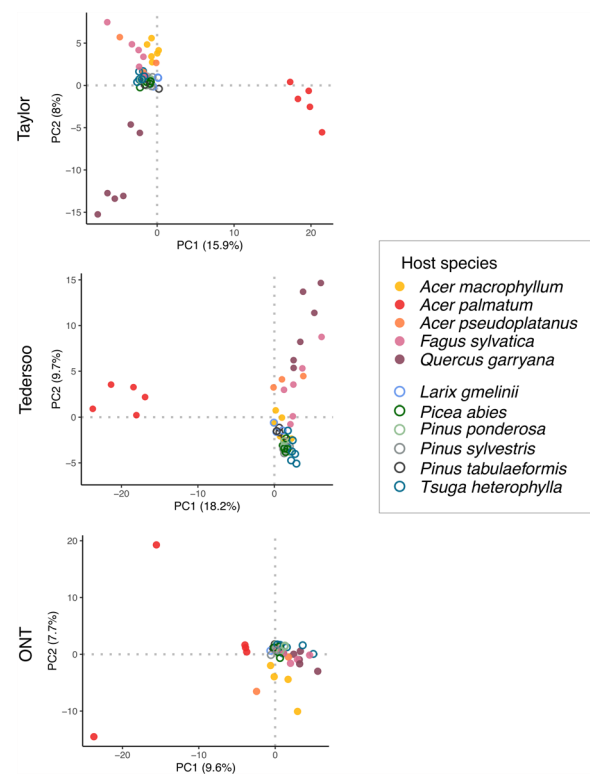 Taylor
PC2 (8%)
5
0
−5
−10
−15
0
10
20
PC1 (15.9%)
Host species
Acer macrophyllum
Acer palmatum
Acer pseudoplatanus
Fagus sylvatica
Quercus garryana
Larix gmelinii
Picea abies
Pinus ponderosa
Pinus sylvestris
Pinus tabulaeformis
Tsuga heterophylla
Tedersoo
PC2 (9.7%)
15
10
5
0
−5
−20
−10
0
PC1 (18.2%)
ONT
PC2 (7.7%)
20
10
0
−10
−20
−10
0
PC1 (9.6%)